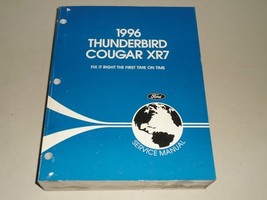 1996
THUNDERBIRD
COUGAR XR7
FIX IT RIGHT THE FIRST TIME ON TIME
Ford
SERVICE MANUAL